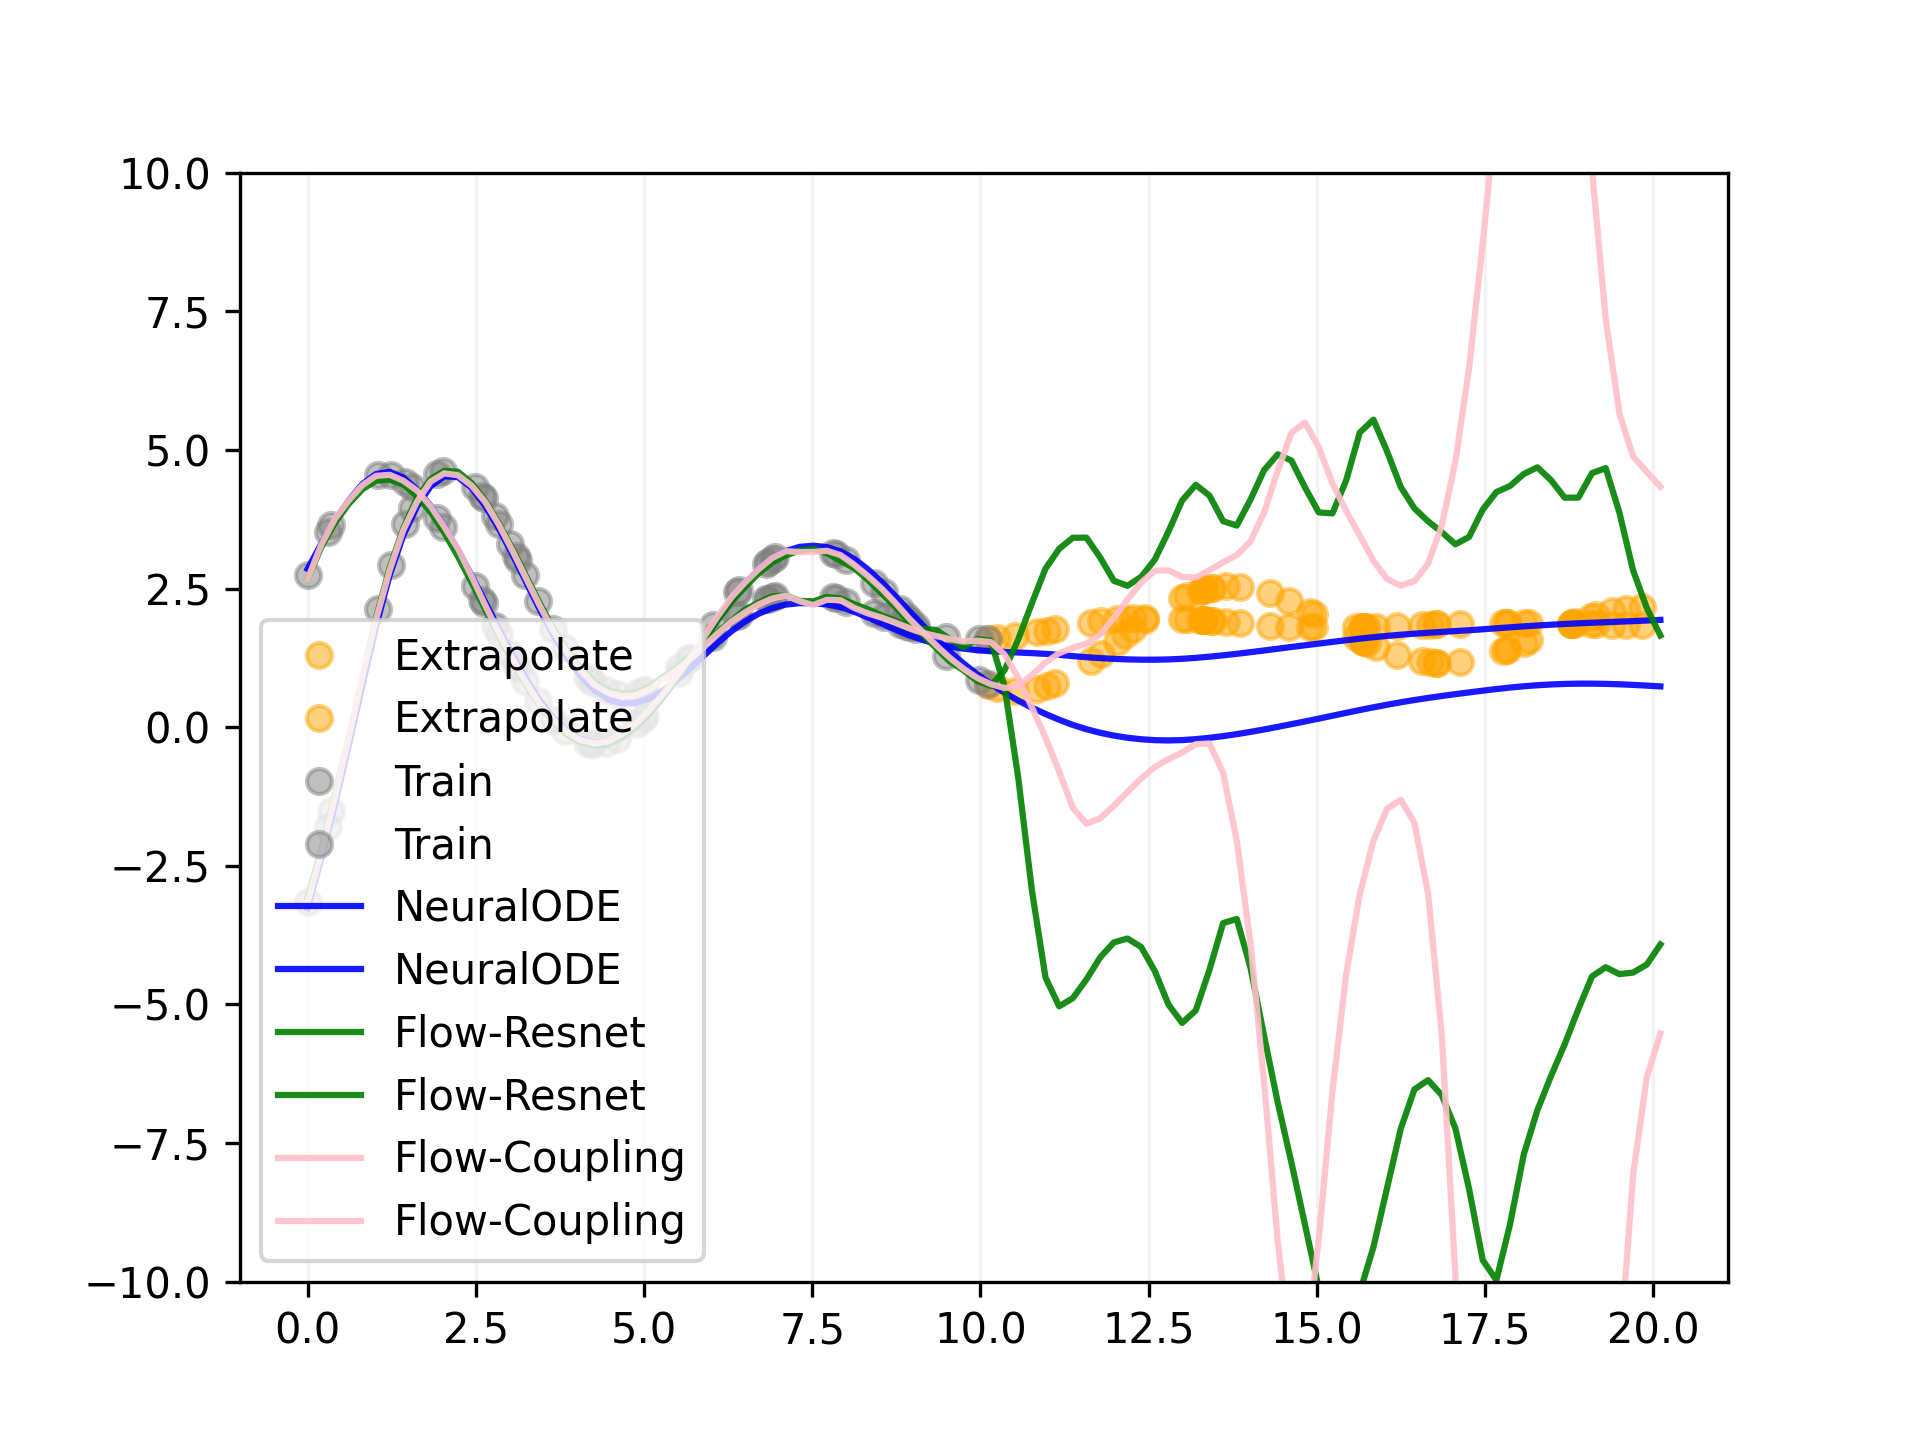 10.0
7.5
5.0
2.5
0.0
−2.5
−5.0
−7.5
−10.0
Extrapolate
Extrapolate
Train
Train
NeuralODE
NeuralODE
Flow-Resnet
Flow-Resnet
Flow-Coupling
Flow-Coupling
0.0 2.5 5.0 7.5 10.0 12.5 15.0 17.5 20.0